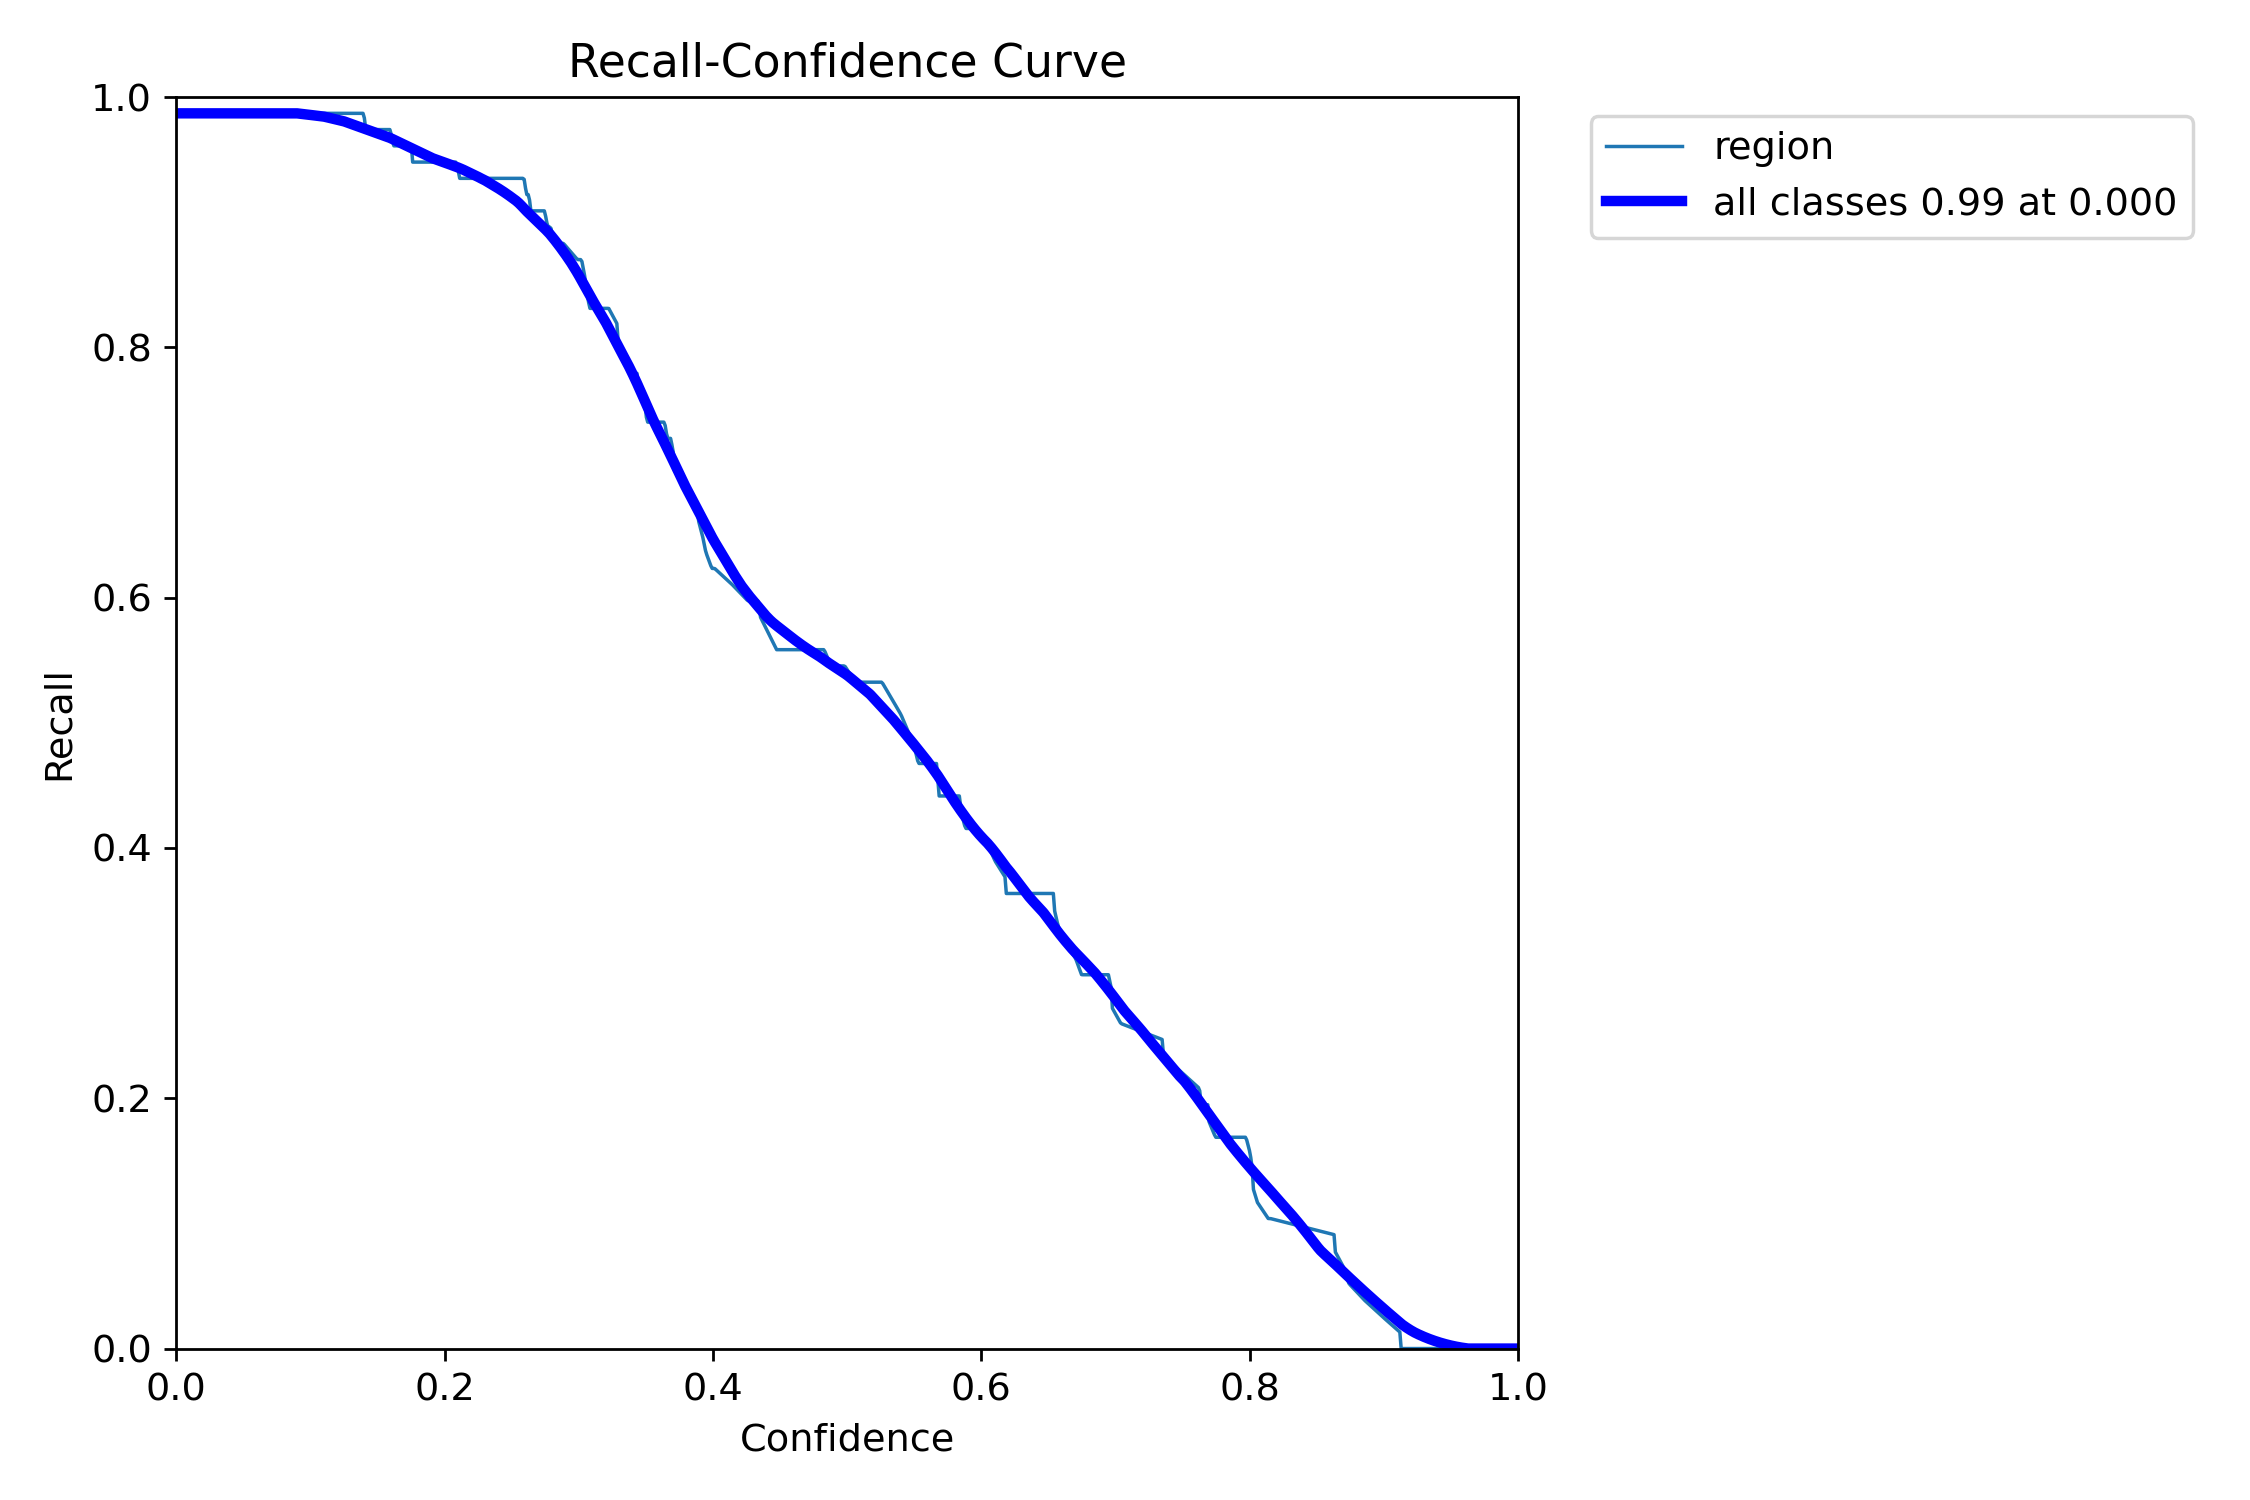 Recall-Confidence Curve
1.0
0.8
0.6
0.4
0.2
0.0
Recall
0.0 0.2 0.4 0.6 0.8 1.0
Confidence
region
all classes 0.99 at 0.000